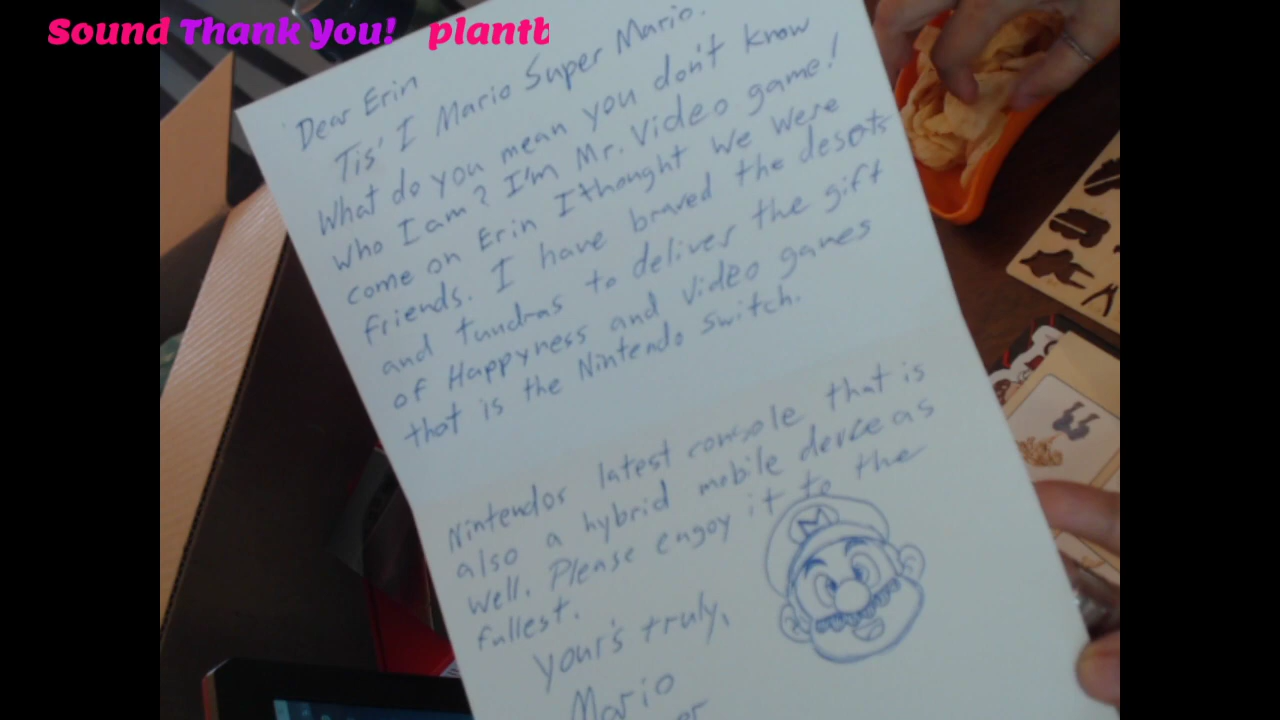 Sound Thank You! plantb
Dear Erin
Tis' I Mario Super Mario.
What do you mean you don't know
who I am? I'm Mr. Video game!
come on Erin I thought we were
friends. I have braved the deserts
and tundras to deliver the gift
of Happyness and video games
that is the Nintendo Switch.
Nintendos latest console that is
also a hybrid mobile device as
well. Please engoy it to the
fullest.
Your's truly,
Mario